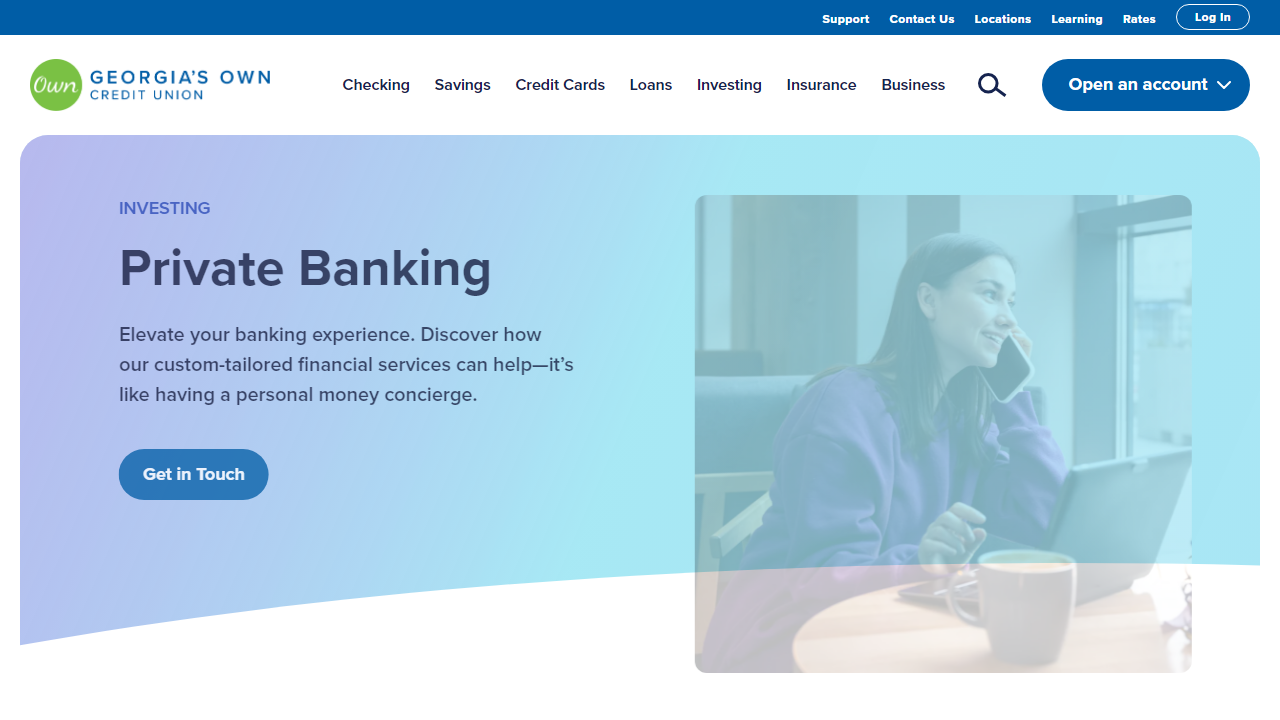 Support Contact Us Locations Learning Rates Log In
Own GEORGIA'S OWN
CREDIT UNION
Checking Savings Credit Cards Loans Investing Insurance Business Open an account
INVESTING
Private Banking
Elevate your banking experience. Discover how
our custom-tailored financial services can help—it’s
like having a personal money concierge.
Get in Touch